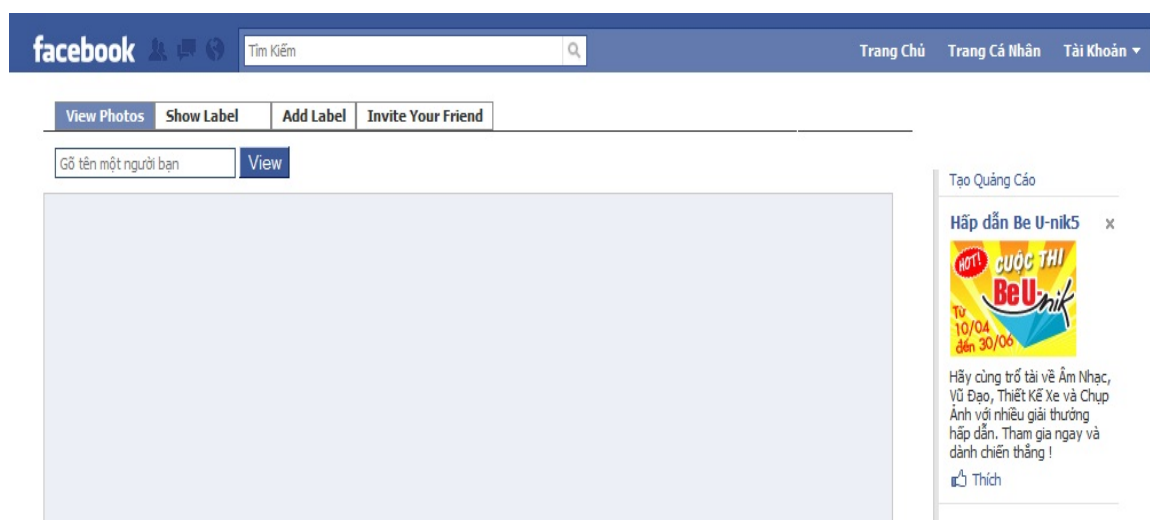 facebook
Tìm Kiếm
Trang Chủ Trang Cá Nhân Tài Khoản
View Photos Show Label Add Label Invite Your Friend
Gõ tên một người bạn View
Tạo Quảng Cáo
Hấp dẫn Be U-nik5 x
HOT! CUỘC THI
Be U-nik
Từ
10/04
đến 30/06
Hãy cùng trổ tài về Âm Nhạc,
Vũ Đạo, Thiết Kế Xe và Chụp
Ảnh với nhiều giải thưởng
hấp dẫn. Tham gia ngay và
dành chiến thắng !
Thích